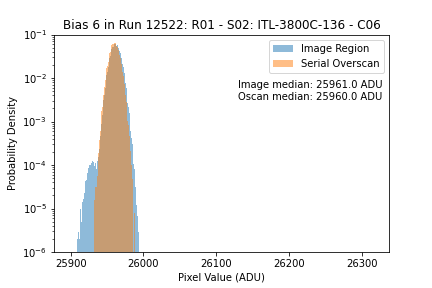 Bias 6 in Run 12522: R01 - S02: ITL-3800C-136 - C06
Image Region
Serial Overscan
Image median: 25961.0 ADU
Oscan median: 25960.0 ADU
Probability Density
10⁻¹
10⁻²
10⁻³
10⁻⁴
10⁻⁵
10⁻⁶
25900 26000 26100 26200 26300
Pixel Value (ADU)